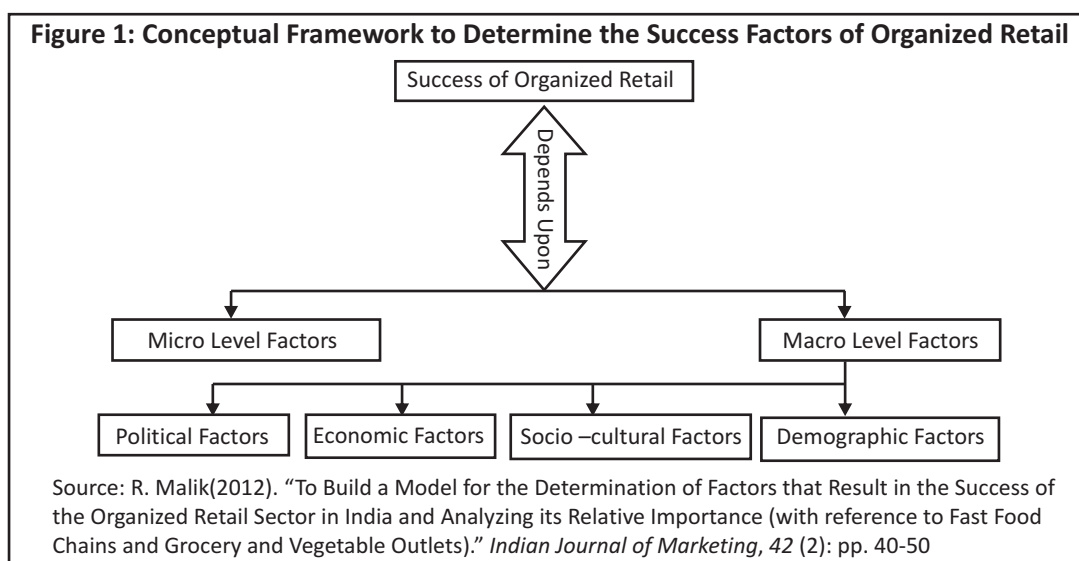 Figure 1: Conceptual Framework to Determine the Success Factors of Organized Retail
Success of Organized Retail
Depends Upon
Micro Level Factors
Macro Level Factors
Political Factors
Economic Factors
Socio –cultural Factors
Demographic Factors
Source: R. Malik(2012). “To Build a Model for the Determination of Factors that Result in the Success of
the Organized Retail Sector in India and Analyzing its Relative Importance (with reference to Fast Food
Chains and Grocery and Vegetable Outlets).” Indian Journal of Marketing, 42 (2): pp. 40-50